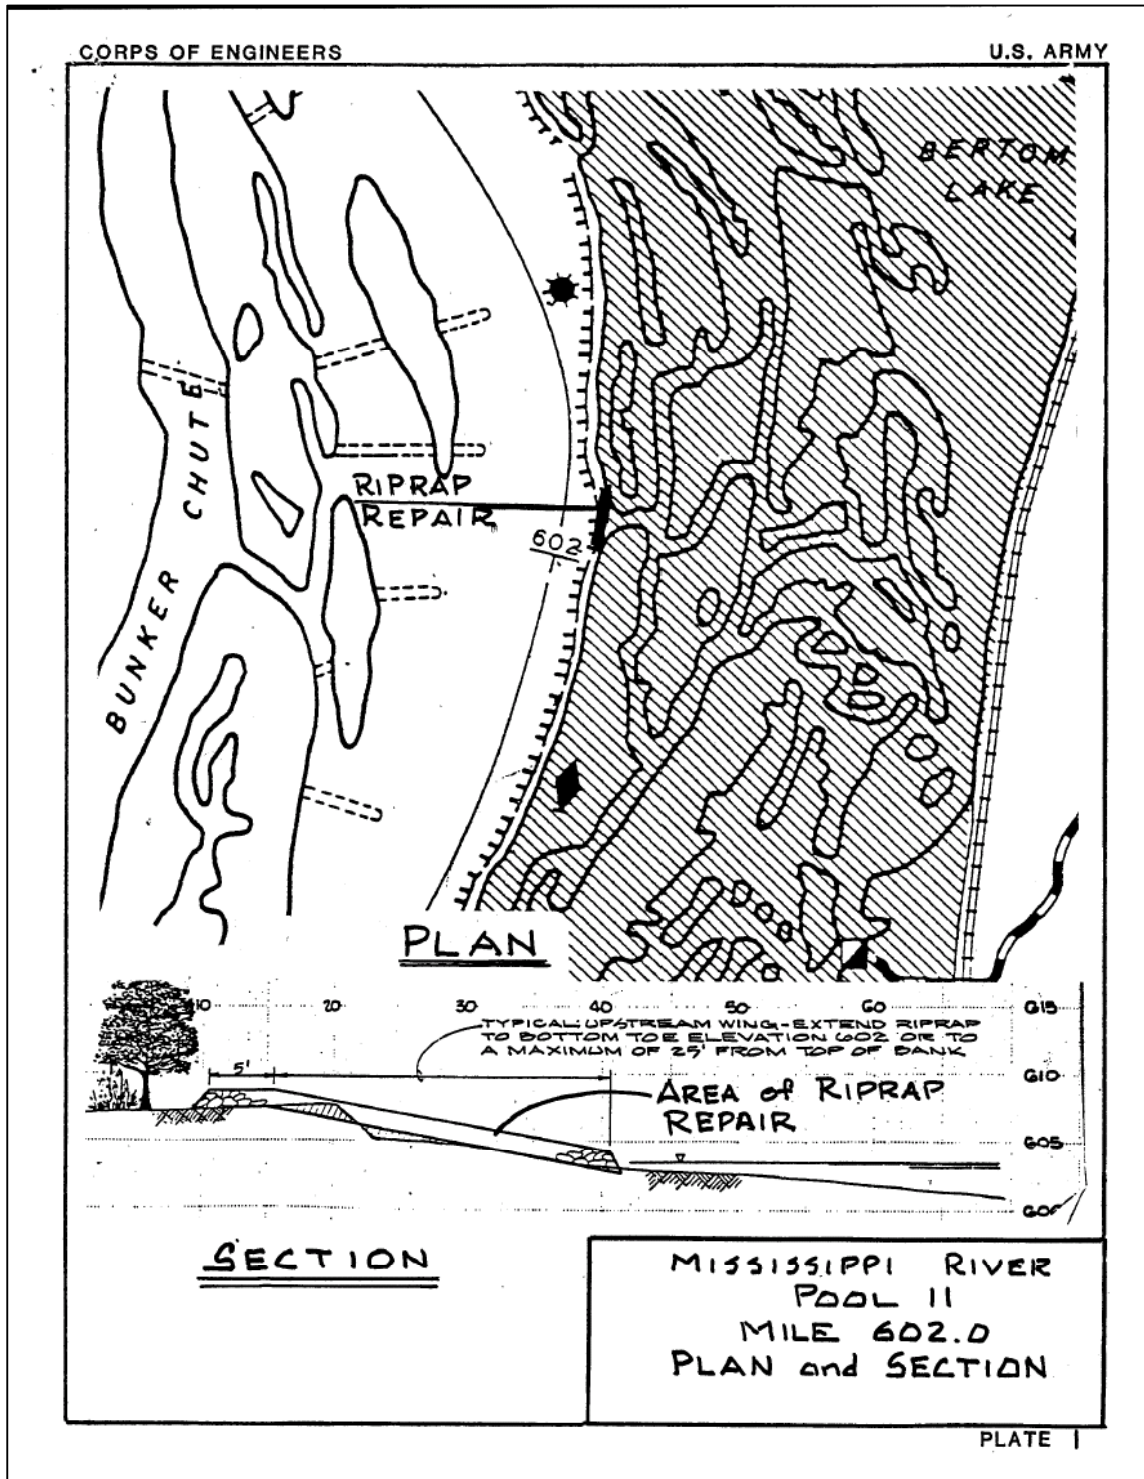 CORPS OF ENGINEERS
U.S. ARMY
BERTOM
LAKE
BUNKER CHUTE
RIPRAP
REPAIR
602
PLAN
10 20 30 40 50 60 615
TYPICAL UPSTREAM WING-EXTEND RIPRAP
TO BOTTOM TOE ELEVATION 602 OR TO
A MAXIMUM OF 25' FROM TOP OF BANK
5'
610
AREA of RIPRAP
REPAIR
605
SECTION
MISSISSIPPI RIVER
POOL 11
MILE 602.0
PLAN and SECTION
PLATE 1